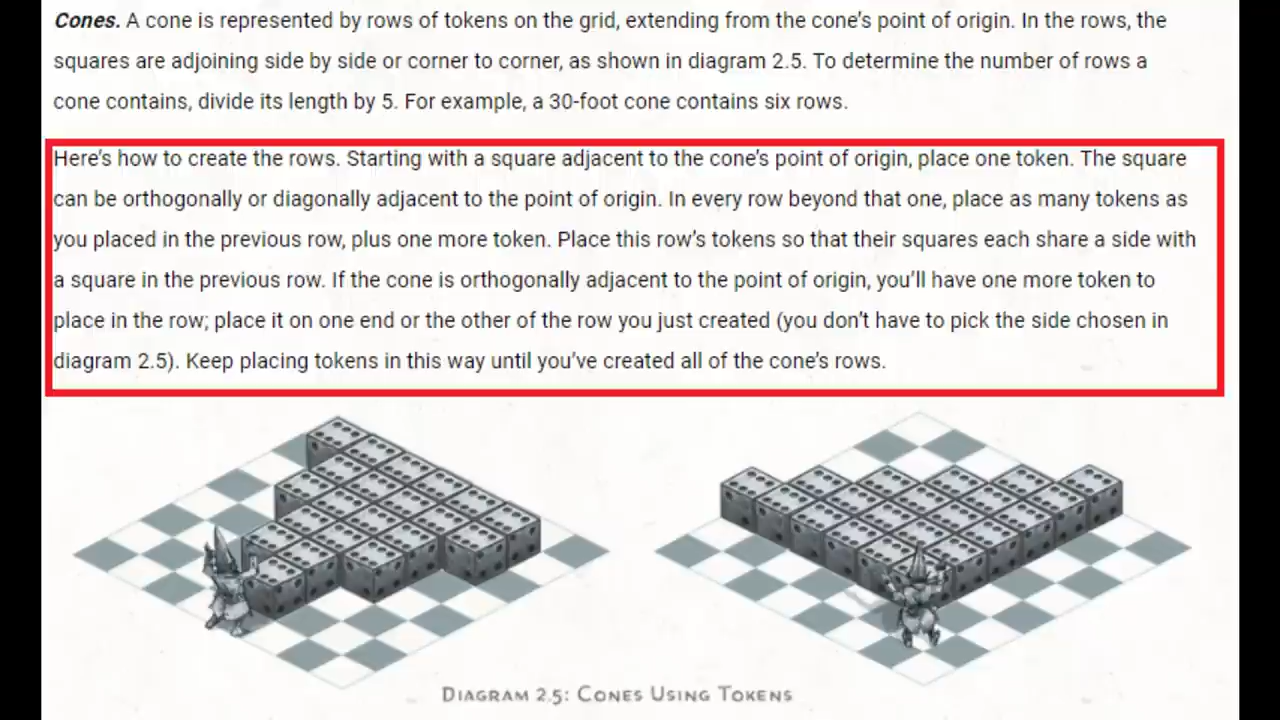 Cones. A cone is represented by rows of tokens on the grid, extending from the cone's point of origin. In the rows, the
squares are adjoining side by side or corner to corner, as shown in diagram 2.5. To determine the number of rows a
cone contains, divide its length by 5. For example, a 30-foot cone contains six rows.
Here's how to create the rows. Starting with a square adjacent to the cone's point of origin, place one token. The square
can be orthogonally or diagonally adjacent to the point of origin. In every row beyond that one, place as many tokens as
you placed in the previous row, plus one more token. Place this row's tokens so that their squares each share a side with
a square in the previous row. If the cone is orthogonally adjacent to the point of origin, you'll have one more token to
place in the row; place it on one end or the other of the row you just created (you don't have to pick the side chosen in
diagram 2.5). Keep placing tokens in this way until you've created all of the cone's rows.
Diagram 2.5: Cones Using Tokens